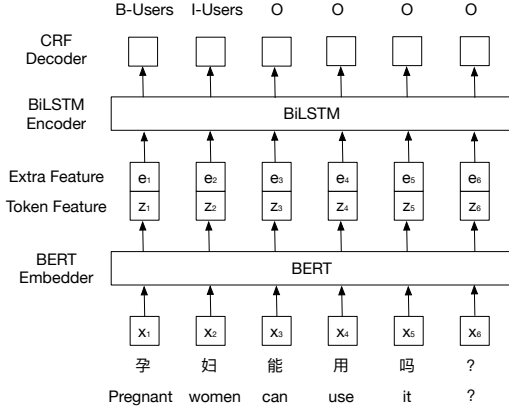 B-Users I-Users O O O O
CRF
Decoder
BiLSTM
Encoder
BiLSTM
Extra Feature e₁ e₂ e₃ e₄ e₅ e₆
Token Feature z₁ z₂ z₃ z₄ z₅ z₆
BERT
Embedder
BERT
x₁ x₂ x₃ x₄ x₅ x₆
孕 妇 能 用 吗 ?
Pregnant women can use it ?